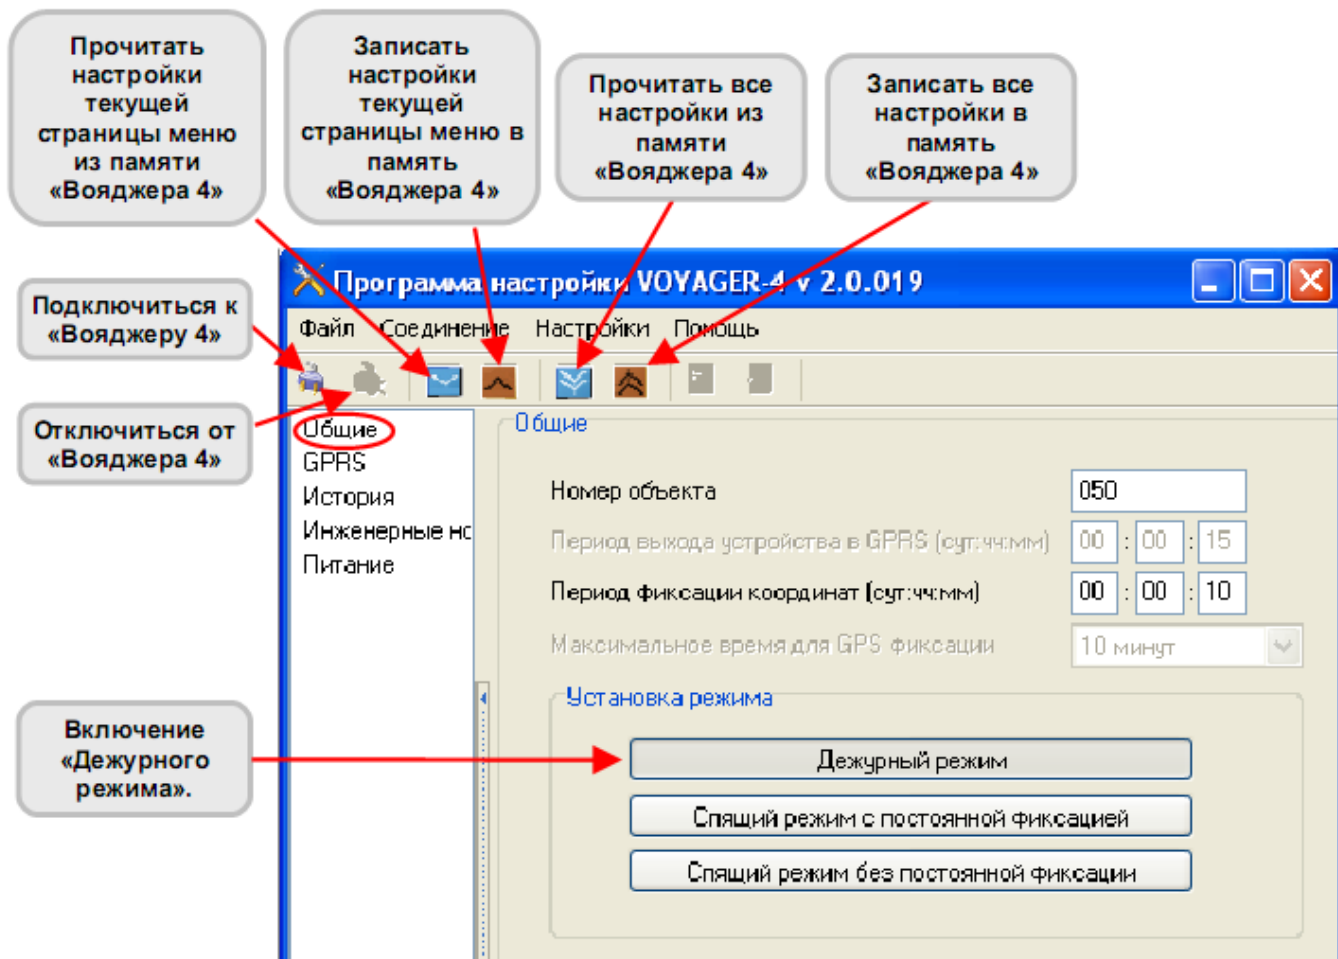 Прочитать
настройки
текущей
страницы меню
из памяти
«Вояджера 4»
Записать
настройки
текущей
страницы меню в
память
«Вояджера 4»
Прочитать все
настройки из
памяти
«Вояджера 4»
Записать все
настройки в
память
«Вояджера 4»
Подключиться к
«Вояджеру 4»
Отключиться от
«Вояджера 4»
Включение
«Дежурного
режима».
Программа настройки VOYAGER-4 v 2.0.019
Файл Соединение Настройки Помощь
Общие
GPRS
История
Инженерные нс
Питание
Общие
Номер объекта 050
Период выхода устройства в GPRS (сут:чч:мм) 00 : 00 : 15
Период фиксации координат (сут:чч:мм) 00 : 00 : 10
Максимальное время для GPS фиксации 10 минут
Установка режима
Дежурный режим
Спящий режим с постоянной фиксацией
Спящий режим без постоянной фиксации